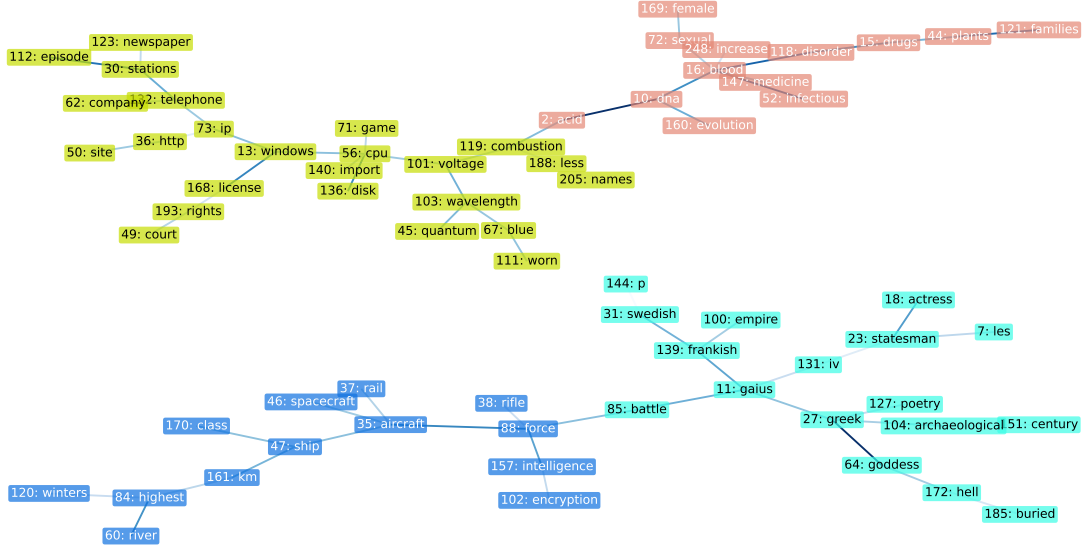 169: female
121: families
44: plants
72: sexual
123: newspaper
15: drugs
248: increase
118: disorder
112: episode
30: stations
16: blood
147: medicine
62: company
132: telephone
10: dna
52: infectious
2: acid
160: evolution
73: ip
71: game
36: http
119: combustion
50: site
13: windows
56: cpu
101: voltage
188: less
140: import
205: names
168: license
136: disk
103: wavelength
193: rights
49: court
45: quantum
67: blue
111: worn
144: p
18: actress
31: swedish
100: empire
7: les
23: statesman
139: frankish
131: iv
37: rail
11: gaius
46: spacecraft
38: rifle
85: battle
127: poetry
170: class
35: aircraft
88: force
27: greek
104: archaeological
151: century
47: ship
157: intelligence
64: goddess
161: km
120: winters
84: highest
102: encryption
172: hell
185: buried
60: river